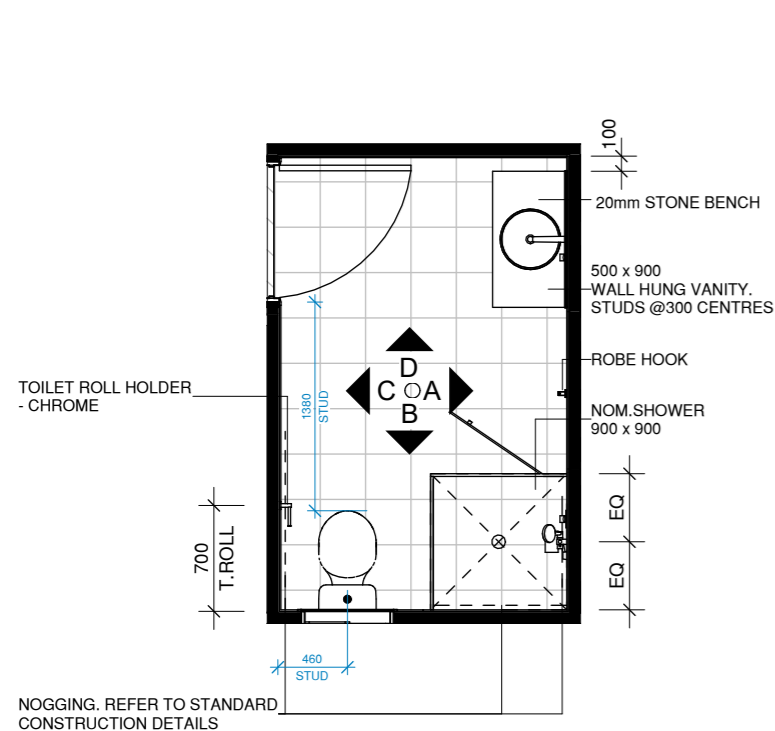 100
20mm STONE BENCH
500 x 900
WALL HUNG VANITY.
STUDS @300 CENTRES
ROBE HOOK
D
C A
B
TOILET ROLL HOLDER
- CHROME
1380
STUD
NOM.SHOWER
900 x 900
EQ
EQ
700
T.ROLL
460
STUD
NOGGING. REFER TO STANDARD
CONSTRUCTION DETAILS